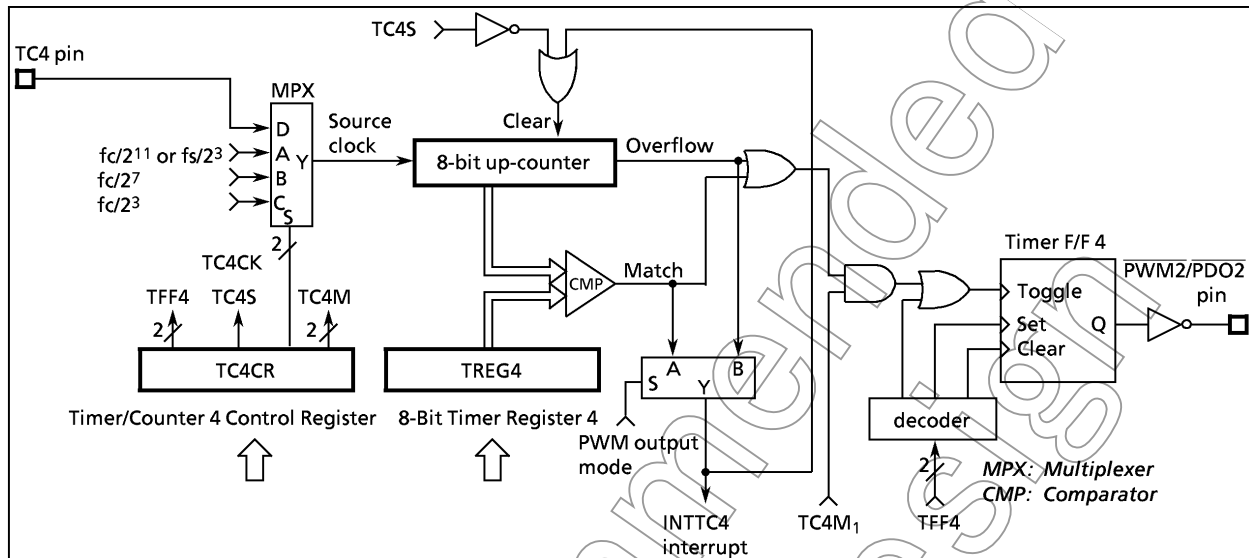 TC4S
TC4 pin
MPX
D
A
B
C
S
Y
Source
clock
Clear
8-bit up-counter
Overflow
fc/2¹¹ or fs/2³
fc/2⁷
fc/2³
2
TC4CK
TFF4
TC4S
TC4M
2
2
CMP
Match
Timer F/F 4
Toggle
Set
Clear
Q
P̅W̅M̅2̅/P̅D̅O̅2̅
pin
TC4CR
TREG4
S
A
Y
B
Timer/Counter 4 Control Register
8-Bit Timer Register 4
PWM output
mode
decoder
2
MPX: Multiplexer
CMP: Comparator
INTTC4
interrupt
TC4M₁
TFF4